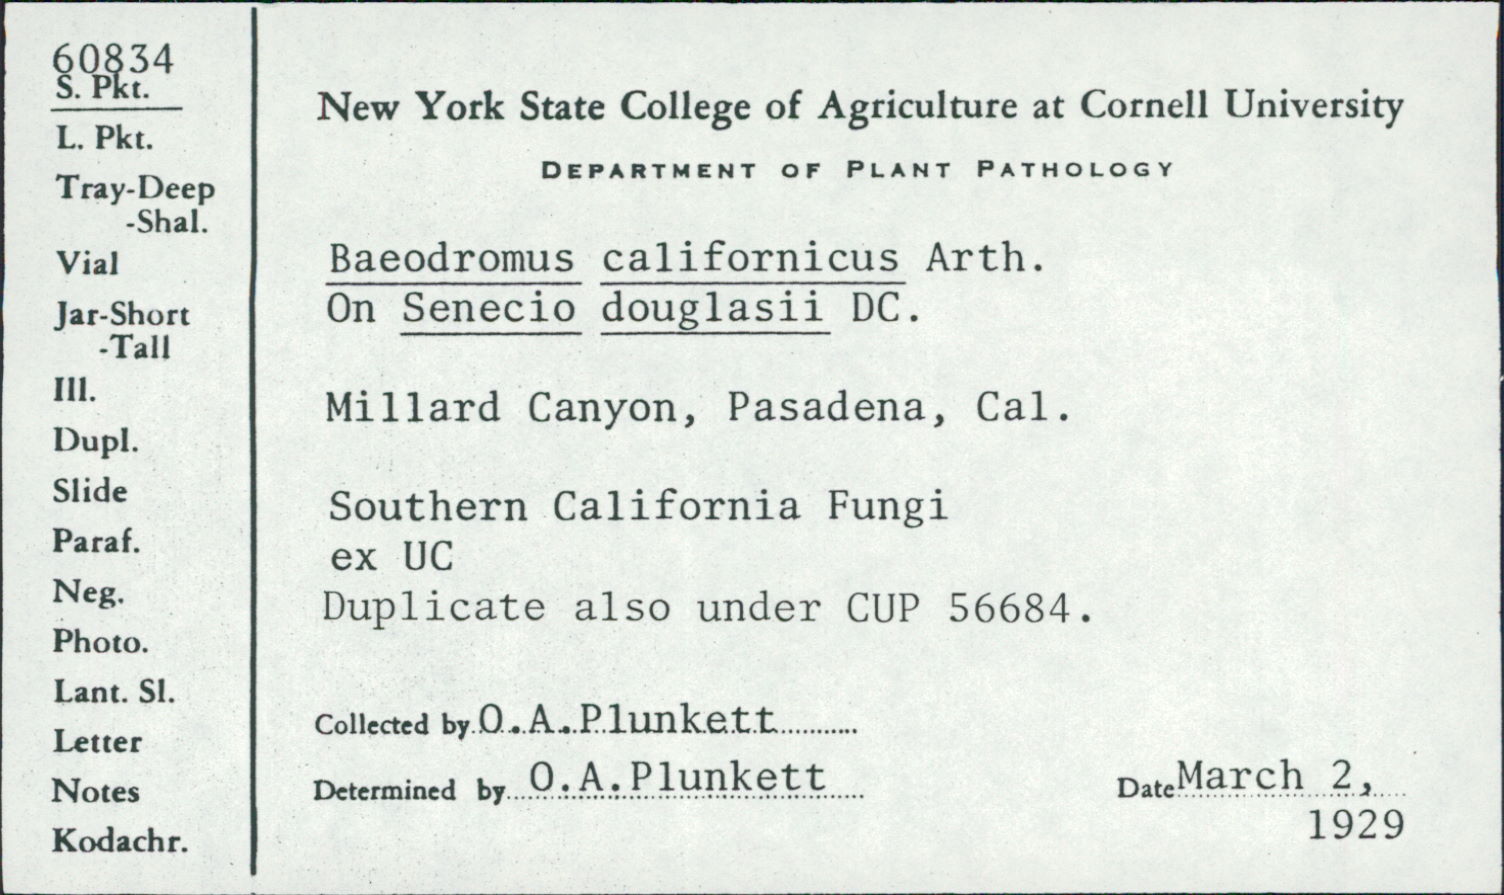 60834
S. Pkt.
L. Pkt.
Tray-Deep
-Shal.
Vial
Jar-Short
-Tall
Ill.
Dupl.
Slide
Paraf.
Neg.
Photo.
Lant. Sl.
Letter
Notes
Kodachr.
New York State College of Agriculture at Cornell University
DEPARTMENT OF PLANT PATHOLOGY
Baeodromus californicus Arth.
On Senecio douglasii DC.
Millard Canyon, Pasadena, Cal.
Southern California Fungi
ex UC
Duplicate also under CUP 56684.
Collected by O.A.Plunkett
Determined by O.A.Plunkett
Date March 2,
1929